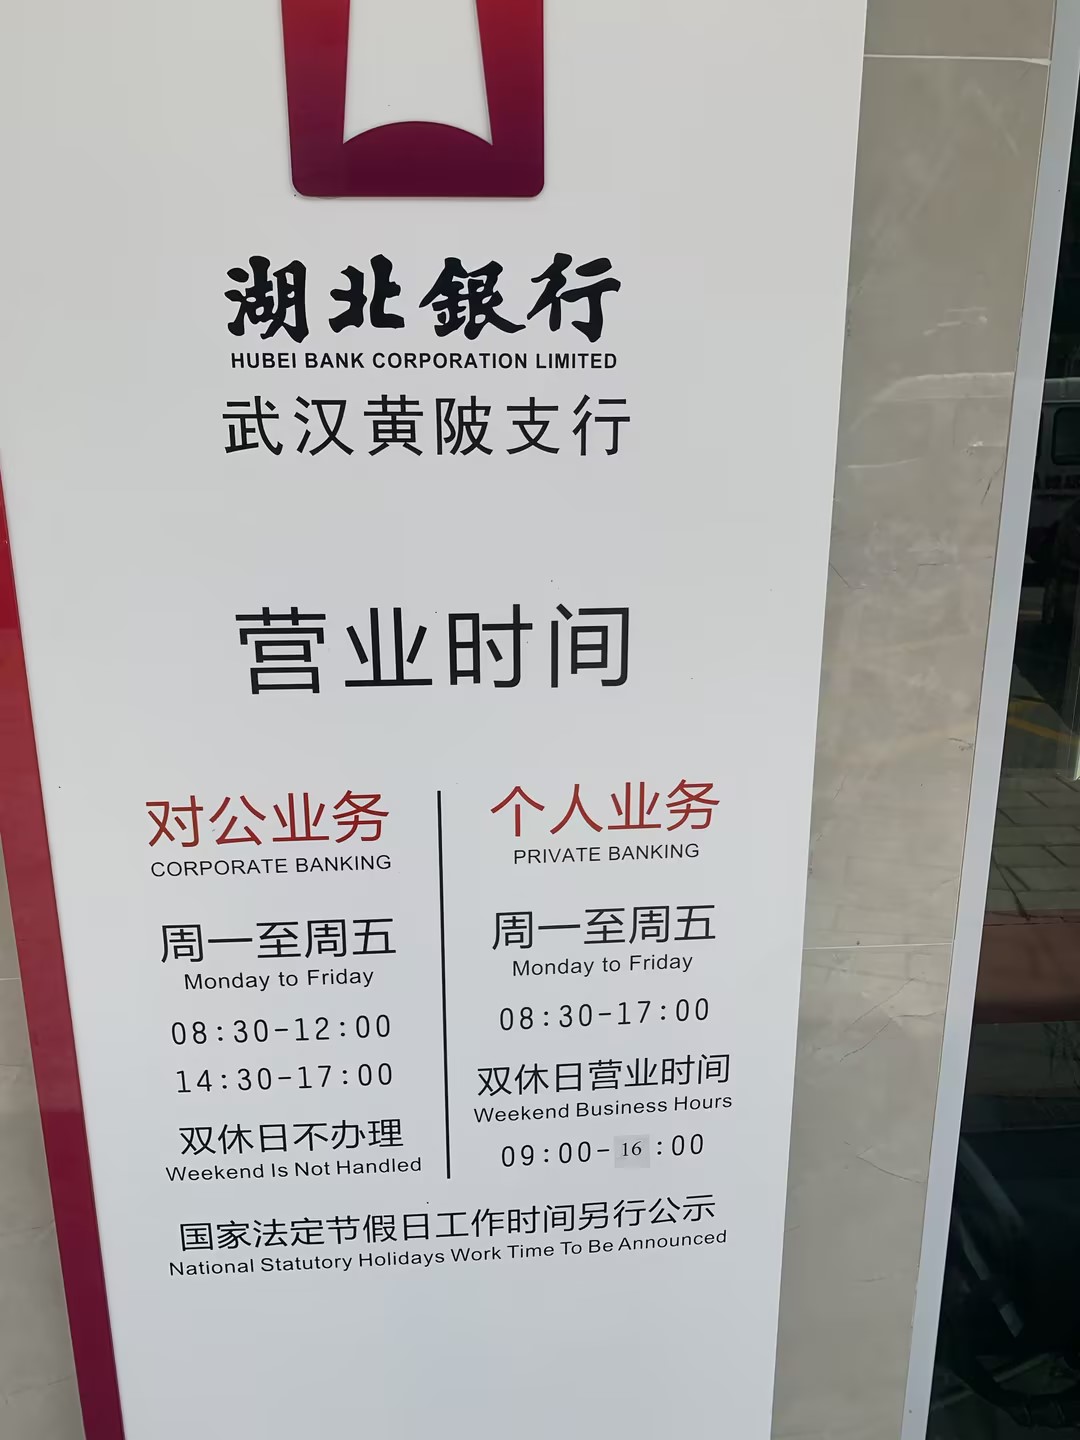 湖北銀行
HUBEI BANK CORPORATION LIMITED
武汉黄陂支行
营业时间
对公业务
CORPORATE BANKING
周一至周五
Monday to Friday
08:30-12:00
14:30-17:00
双休日不办理
Weekend Is Not Handled
个人业务
PRIVATE BANKING
周一至周五
Monday to Friday
08:30-17:00
双休日营业时间
Weekend Business Hours
09:00-16:00
国家法定节假日工作时间另行公示
National Statutory Holidays Work Time To Be Announced